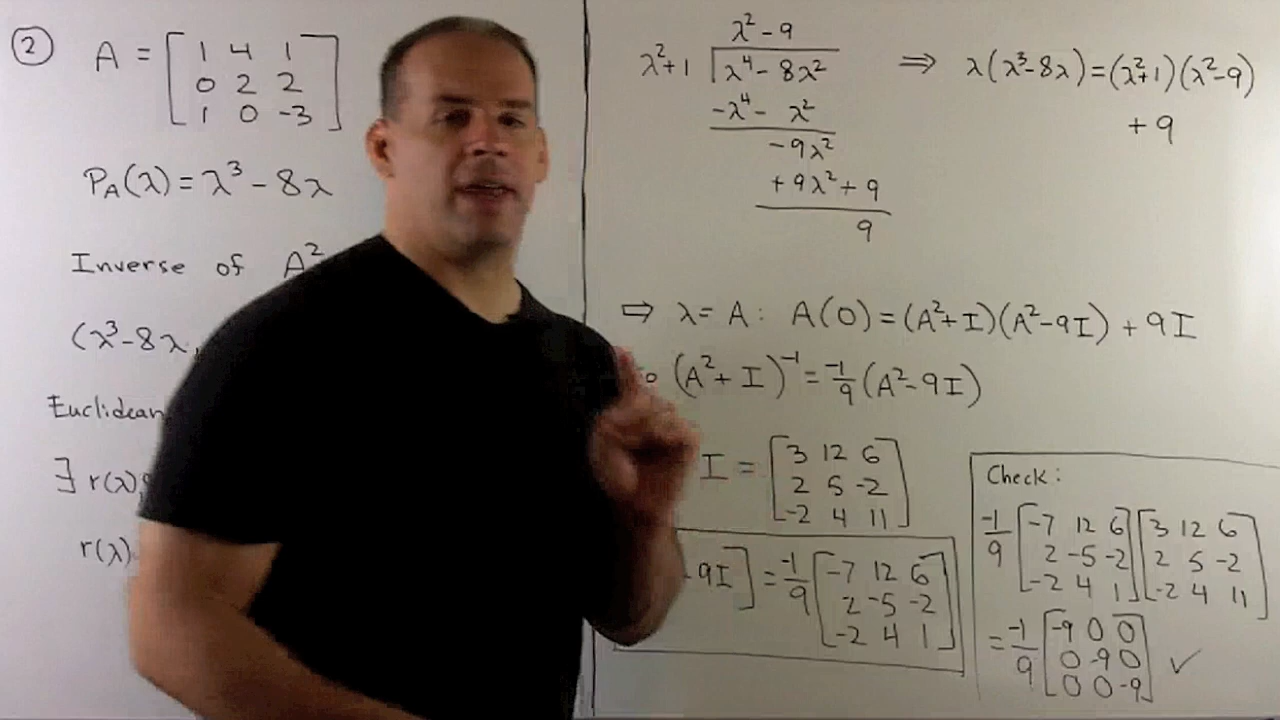 ② A = [1 4 1
0 2 2
1 0 -3]
P_A(λ) = λ³ - 8λ
Inverse of A²
(λ³-8λ,
Euclidean
∃ r(λ),
r(λ)
λ² - 9
λ²+1 | λ⁴ - 8λ²
-λ⁴ - λ²
-9λ²
+9λ² + 9
9
⇒ λ(λ³-8λ) = (λ²+1)(λ²-9)
+ 9
⇒ λ = A: A(0) = (A²+I)(A²-9I) + 9I
(A²+I)⁻¹ = -1/9 (A²-9I)
I = [3 12 6
2 5 -2
-2 4 11]
-9I] = -1/9 [-7 12 6
2 -5 -2
-2 4 1]
Check:
-1/9 [-7 12 6
2 -5 -2
-2 4 1] [3 12 6
2 5 -2
-2 4 11]
= -1/9 [-9 0 0
0 -9 0
0 0 -9] ✓